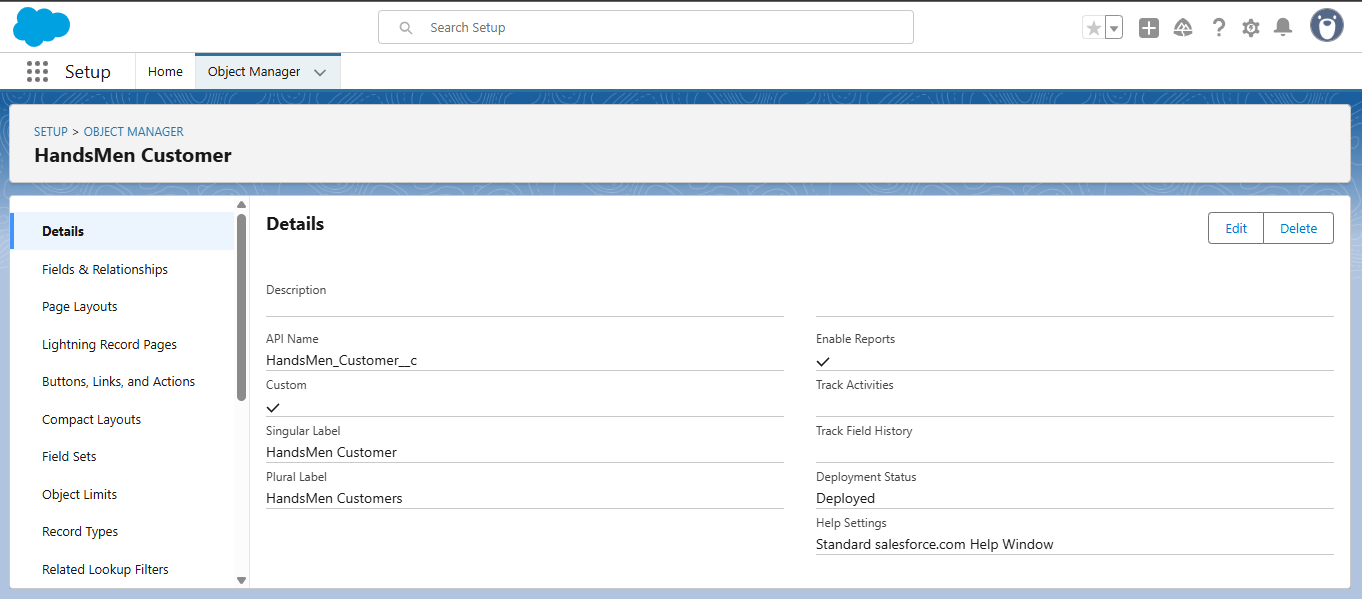 Search Setup
Setup
Home
Object Manager
SETUP > OBJECT MANAGER
HandsMen Customer
Details
Fields & Relationships
Page Layouts
Lightning Record Pages
Buttons, Links, and Actions
Compact Layouts
Field Sets
Object Limits
Record Types
Related Lookup Filters
Details
Edit
Delete
Description
API Name
HandsMen_Customer__c
Custom
Singular Label
HandsMen Customer
Plural Label
HandsMen Customers
Enable Reports
Track Activities
Track Field History
Deployment Status
Deployed
Help Settings
Standard salesforce.com Help Window